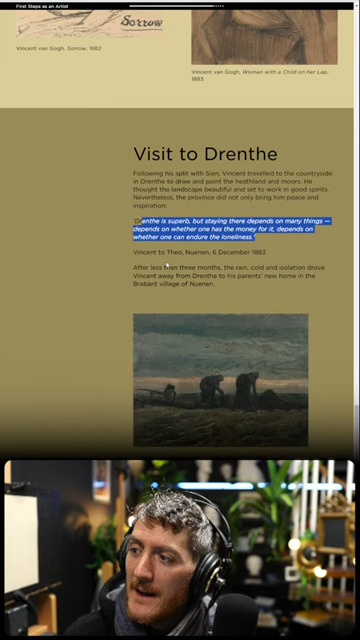 First Steps as an Artist
Sorrow
Vincent van Gogh, Sorrow, 1882
Vincent van Gogh, Woman with a Child on her Lap,
1883
Visit to Drenthe
Following his split with Sien, Vincent travelled to the countryside
in Drenthe to draw and paint the heathland and moors. He
thought the landscape beautiful and set to work in good spirits.
Nevertheless, the province did not only bring him peace and
inspiration:
'Drenthe is superb, but staying there depends on many things —
depends on whether one has the money for it, depends on
whether one can endure the loneliness.'
Vincent to Theo, Nuenen, 6 December 1883
After less than three months, the rain, cold and isolation drove
Vincent away from Drenthe to his parents' new home in the
Brabant village of Nuenen.